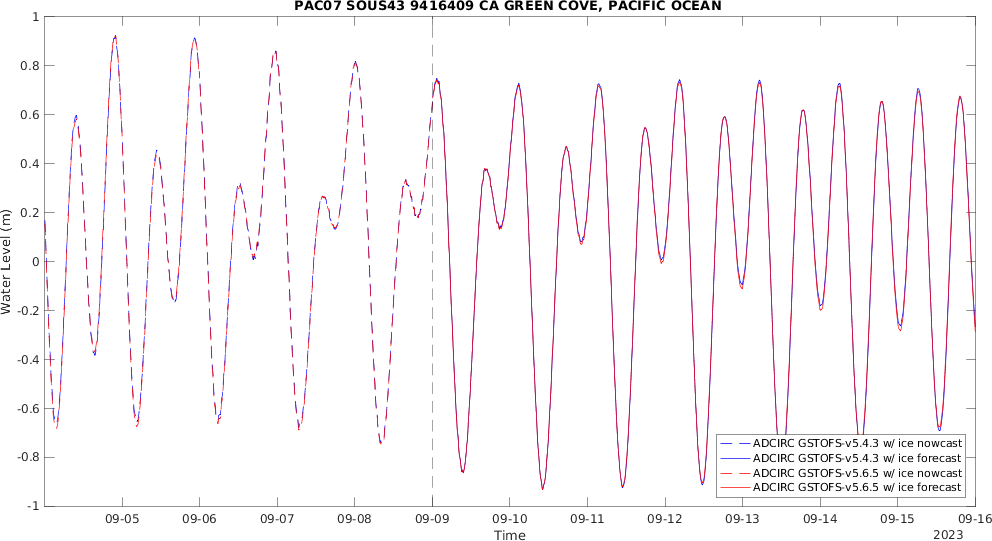 PAC07 SOUS43 9416409 CA GREEN COVE, PACIFIC OCEAN
1
0.8
0.6
0.4
0.2
0
-0.2
-0.4
-0.6
-0.8
-1
Water Level (m)
ADCIRC GSTOFS-v5.4.3 w/ ice nowcast
ADCIRC GSTOFS-v5.4.3 w/ ice forecast
ADCIRC GSTOFS-v5.6.5 w/ ice nowcast
ADCIRC GSTOFS-v5.6.5 w/ ice forecast
09-05 09-06 09-07 09-08 09-09 09-10 09-11 09-12 09-13 09-14 09-15 09-16
Time
2023